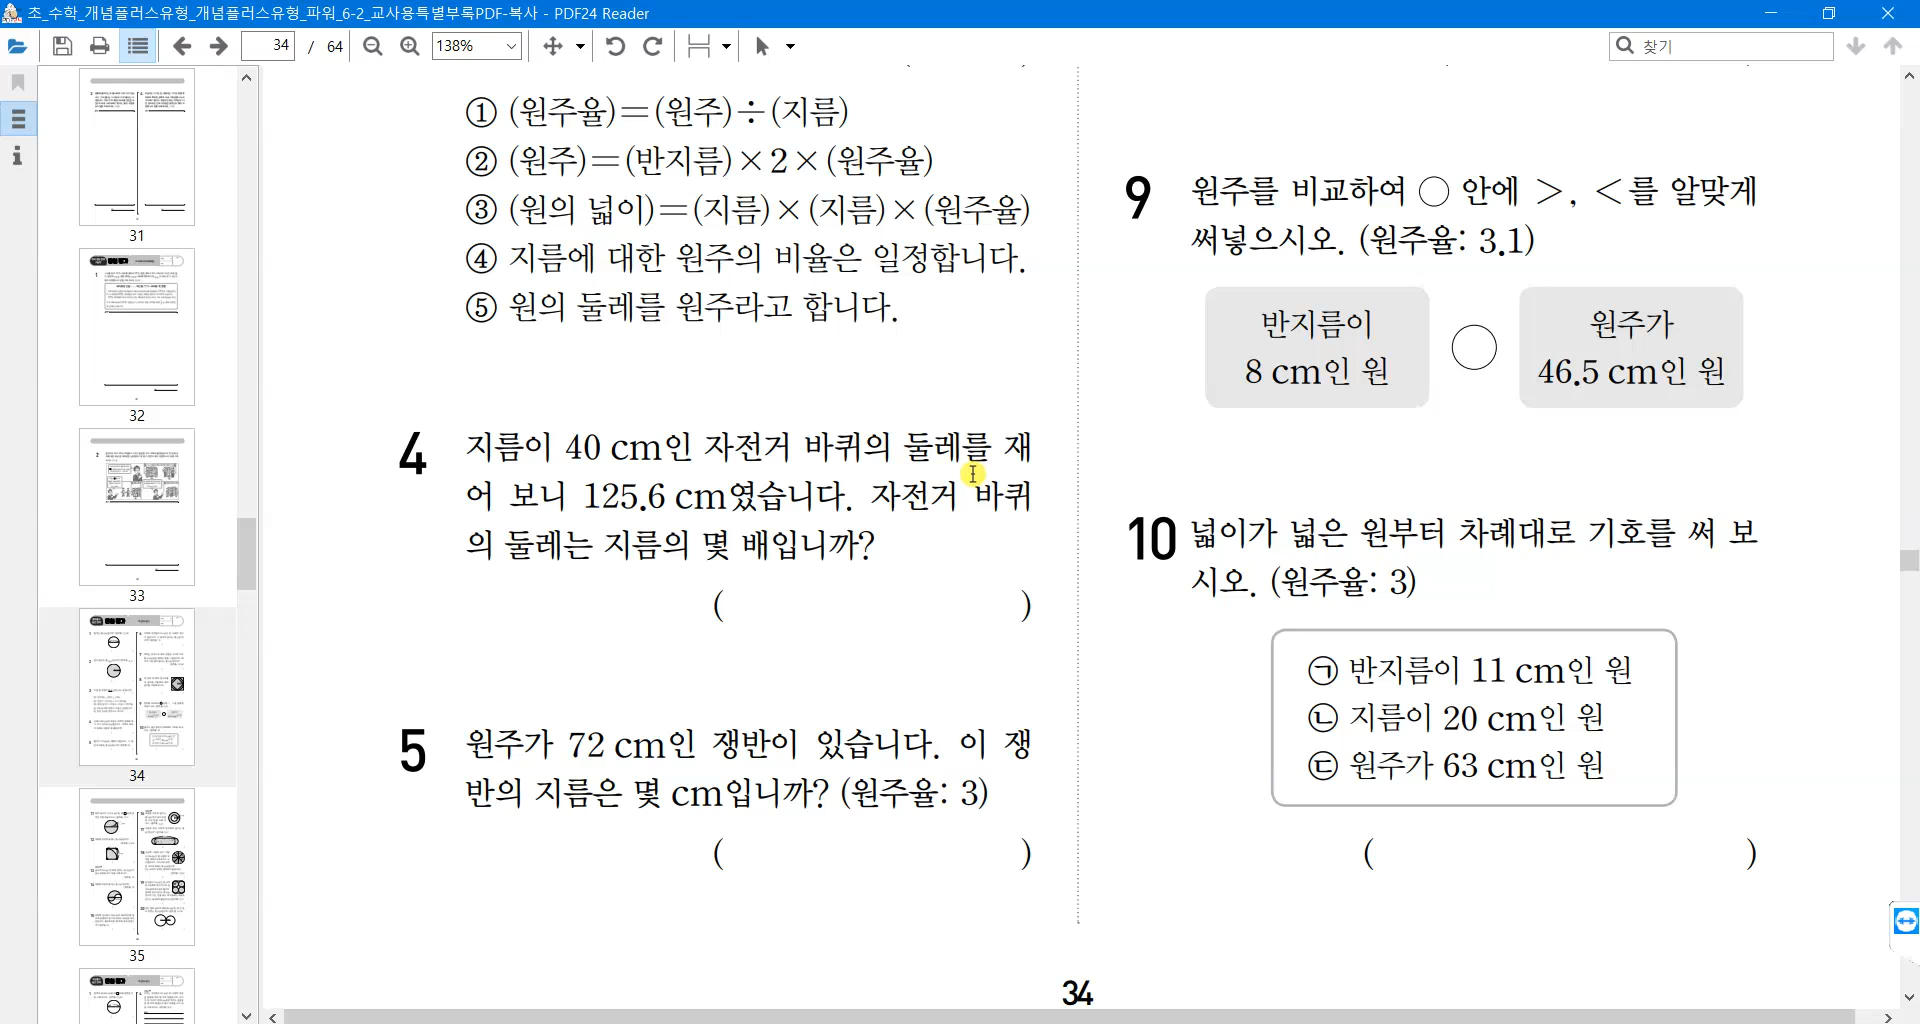 초_수학_개념플러스유형_개념플러스유형_파워_6-2_교사용특별부록PDF-복사 - PDF24 Reader
34 / 64
138%
찾기
31
32
33
34
35
① (원주율)=(원주)÷(지름)
② (원주)=(반지름)×2×(원주율)
③ (원의 넓이)=(지름)×(지름)×(원주율)
④ 지름에 대한 원주의 비율은 일정합니다.
⑤ 원의 둘레를 원주라고 합니다.
4 지름이 40 cm인 자전거 바퀴의 둘레를 재
어 보니 125.6 cm였습니다. 자전거 바퀴
의 둘레는 지름의 몇 배입니까?
( )
5 원주가 72 cm인 쟁반이 있습니다. 이 쟁
반의 지름은 몇 cm입니까? (원주율: 3)
( )
9 원주를 비교하여 ○ 안에 >, <를 알맞게
써넣으시오. (원주율: 3.1)
반지름이
8 cm인 원
원주가
46.5 cm인 원
10 넓이가 넓은 원부터 차례대로 기호를 써 보
시오. (원주율: 3)
㉠ 반지름이 11 cm인 원
㉡ 지름이 20 cm인 원
㉢ 원주가 63 cm인 원
( )
34